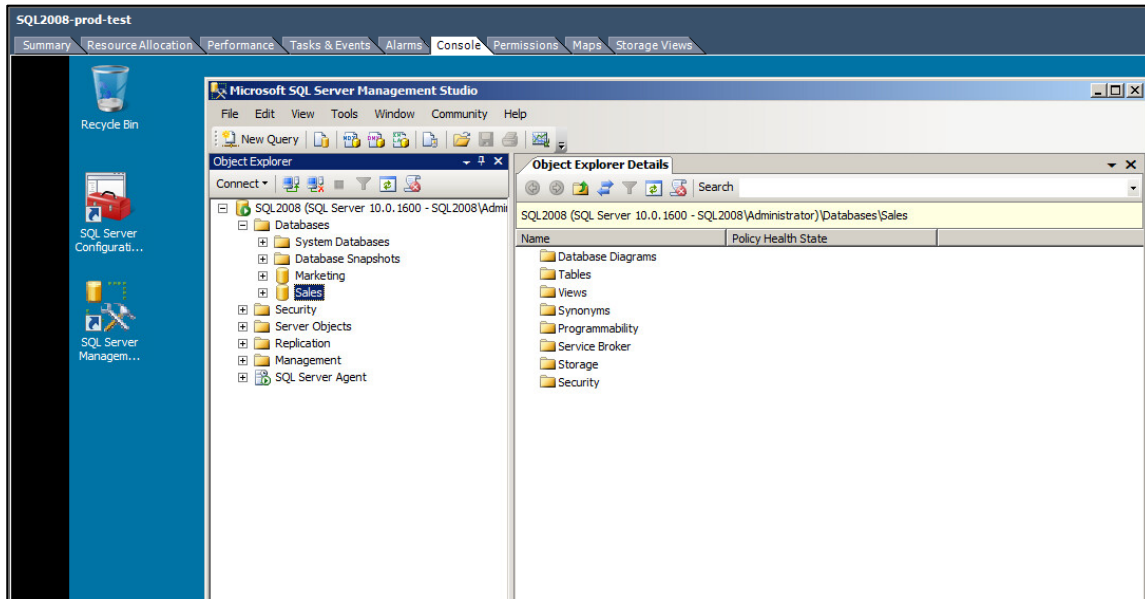 SQL2008-prod-test
Summary Resource Allocation Performance Tasks & Events Alarms Console Permissions Maps Storage Views
Recycle Bin
SQL Server
Configurati...
SQL Server
Managem...
Microsoft SQL Server Management Studio
File Edit View Tools Window Community Help
New Query
Object Explorer
Connect
SQL2008 (SQL Server 10.0.1600 - SQL2008\Admi
Databases
System Databases
Database Snapshots
Marketing
Sales
Security
Server Objects
Replication
Management
SQL Server Agent
Object Explorer Details
Search
SQL2008 (SQL Server 10.0.1600 - SQL2008\Administrator)\Databases\Sales
Name Policy Health State
Database Diagrams
Tables
Views
Synonyms
Programmability
Service Broker
Storage
Security